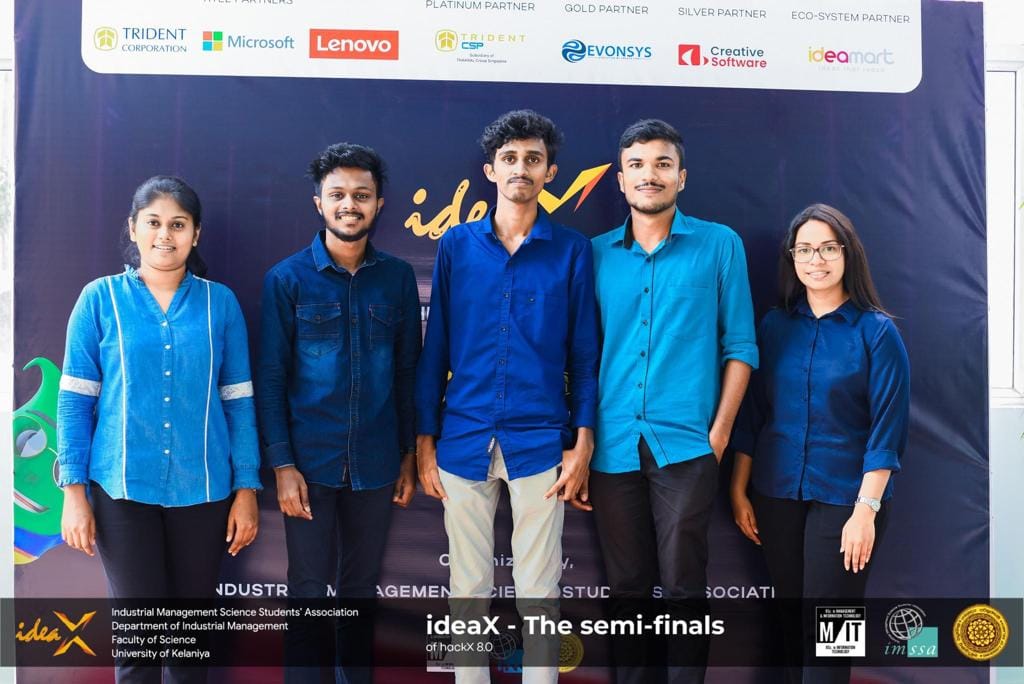 PLATINUM PARTNER
GOLD PARTNER
SILVER PARTNER
ECO-SYSTEM PARTNER
TRIDENT
CORPORATION
Microsoft
Lenovo
TRIDENT
CSP
EVONSYS
Creative
Software
ideamart
ideaX
Industrial Management Science Students' Association
Department of Industrial Management
Faculty of Science
University of Kelaniya
ideaX - The semi-finals
of hackX 8.0
M/IT
imssa